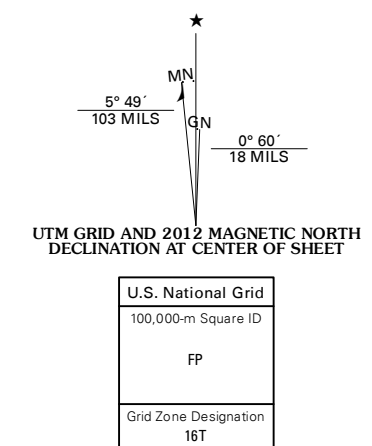 ★
MN
5° 49´
103 MILS
GN
0° 60´
18 MILS
UTM GRID AND 2012 MAGNETIC NORTH
DECLINATION AT CENTER OF SHEET
U.S. National Grid
100,000-m Square ID
FP
Grid Zone Designation
16T